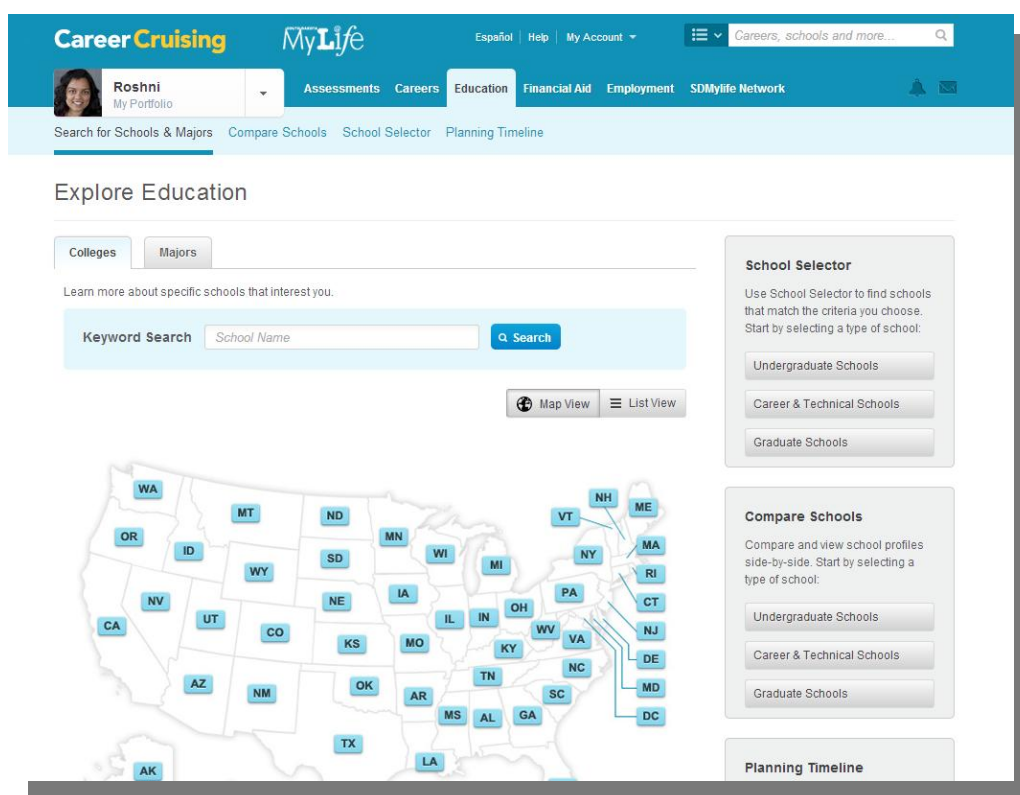 Career Cruising
MyLife
Español | Help | My Account
Careers, schools and more...
Roshni
My Portfolio
Assessments Careers Education Financial Aid Employment SDMylife Network
Search for Schools & Majors Compare Schools School Selector Planning Timeline
Explore Education
Colleges Majors
Learn more about specific schools that interest you.
Keyword Search School Name Search
Map View List View
WA
MT
ND
OR
ID
MN
SD
WY
WI
MI
NH
ME
VT
MA
NY
RI
NV
NE
IA
PA
CT
CA
UT
CO
IL
IN
OH
NJ
KS
MO
WV
VA
KY
DE
AZ
NM
OK
AR
TN
NC
SC
MD
MS
AL
GA
DC
TX
LA
AK
School Selector
Use School Selector to find schools
that match the criteria you choose.
Start by selecting a type of school:
Undergraduate Schools
Career & Technical Schools
Graduate Schools
Compare Schools
Compare and view school profiles
side-by-side. Start by selecting a
type of school:
Undergraduate Schools
Career & Technical Schools
Graduate Schools
Planning Timeline